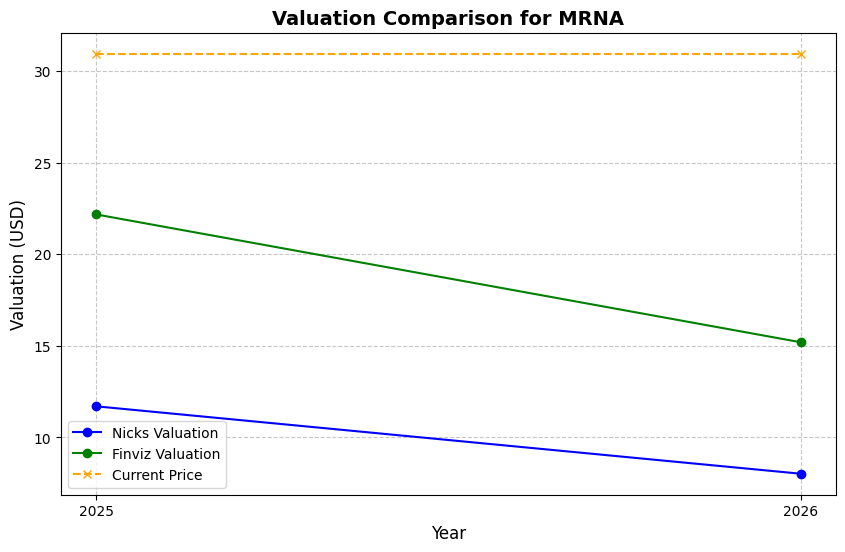 Valuation Comparison for MRNA
Valuation (USD)
30
25
20
15
10
Nicks Valuation
Finviz Valuation
Current Price
2025
2026
Year